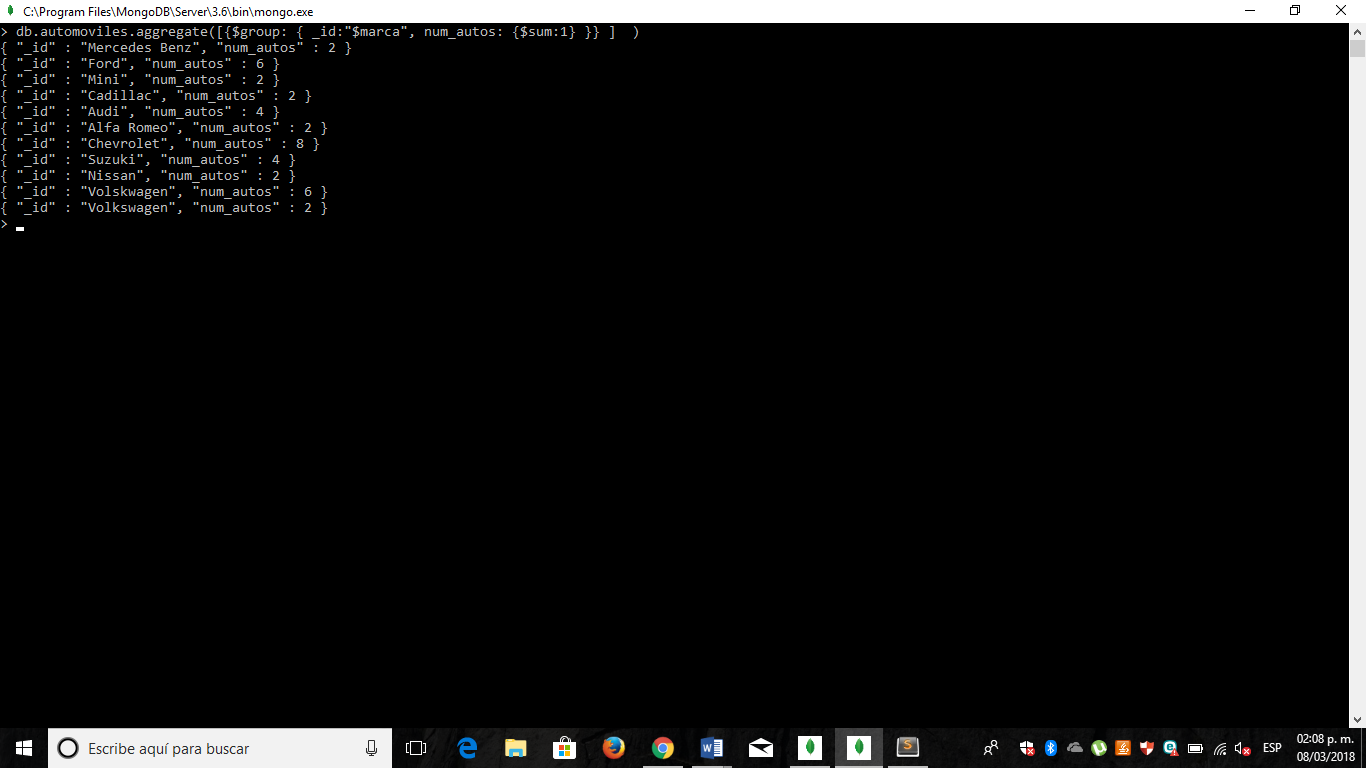 C:\Program Files\MongoDB\Server\3.6\bin\mongo.exe
> db.automoviles.aggregate([{$group: { _id:"$marca", num_autos: {$sum:1} }} ]  )
{ "_id" : "Mercedes Benz", "num_autos" : 2 }
{ "_id" : "Ford", "num_autos" : 6 }
{ "_id" : "Mini", "num_autos" : 2 }
{ "_id" : "Cadillac", "num_autos" : 2 }
{ "_id" : "Audi", "num_autos" : 4 }
{ "_id" : "Alfa Romeo", "num_autos" : 2 }
{ "_id" : "Chevrolet", "num_autos" : 8 }
{ "_id" : "Suzuki", "num_autos" : 4 }
{ "_id" : "Nissan", "num_autos" : 2 }
{ "_id" : "Volskwagen", "num_autos" : 6 }
{ "_id" : "Volkswagen", "num_autos" : 2 }
>
Escribe aquí para buscar
ESP
02:08 p. m.
08/03/2018